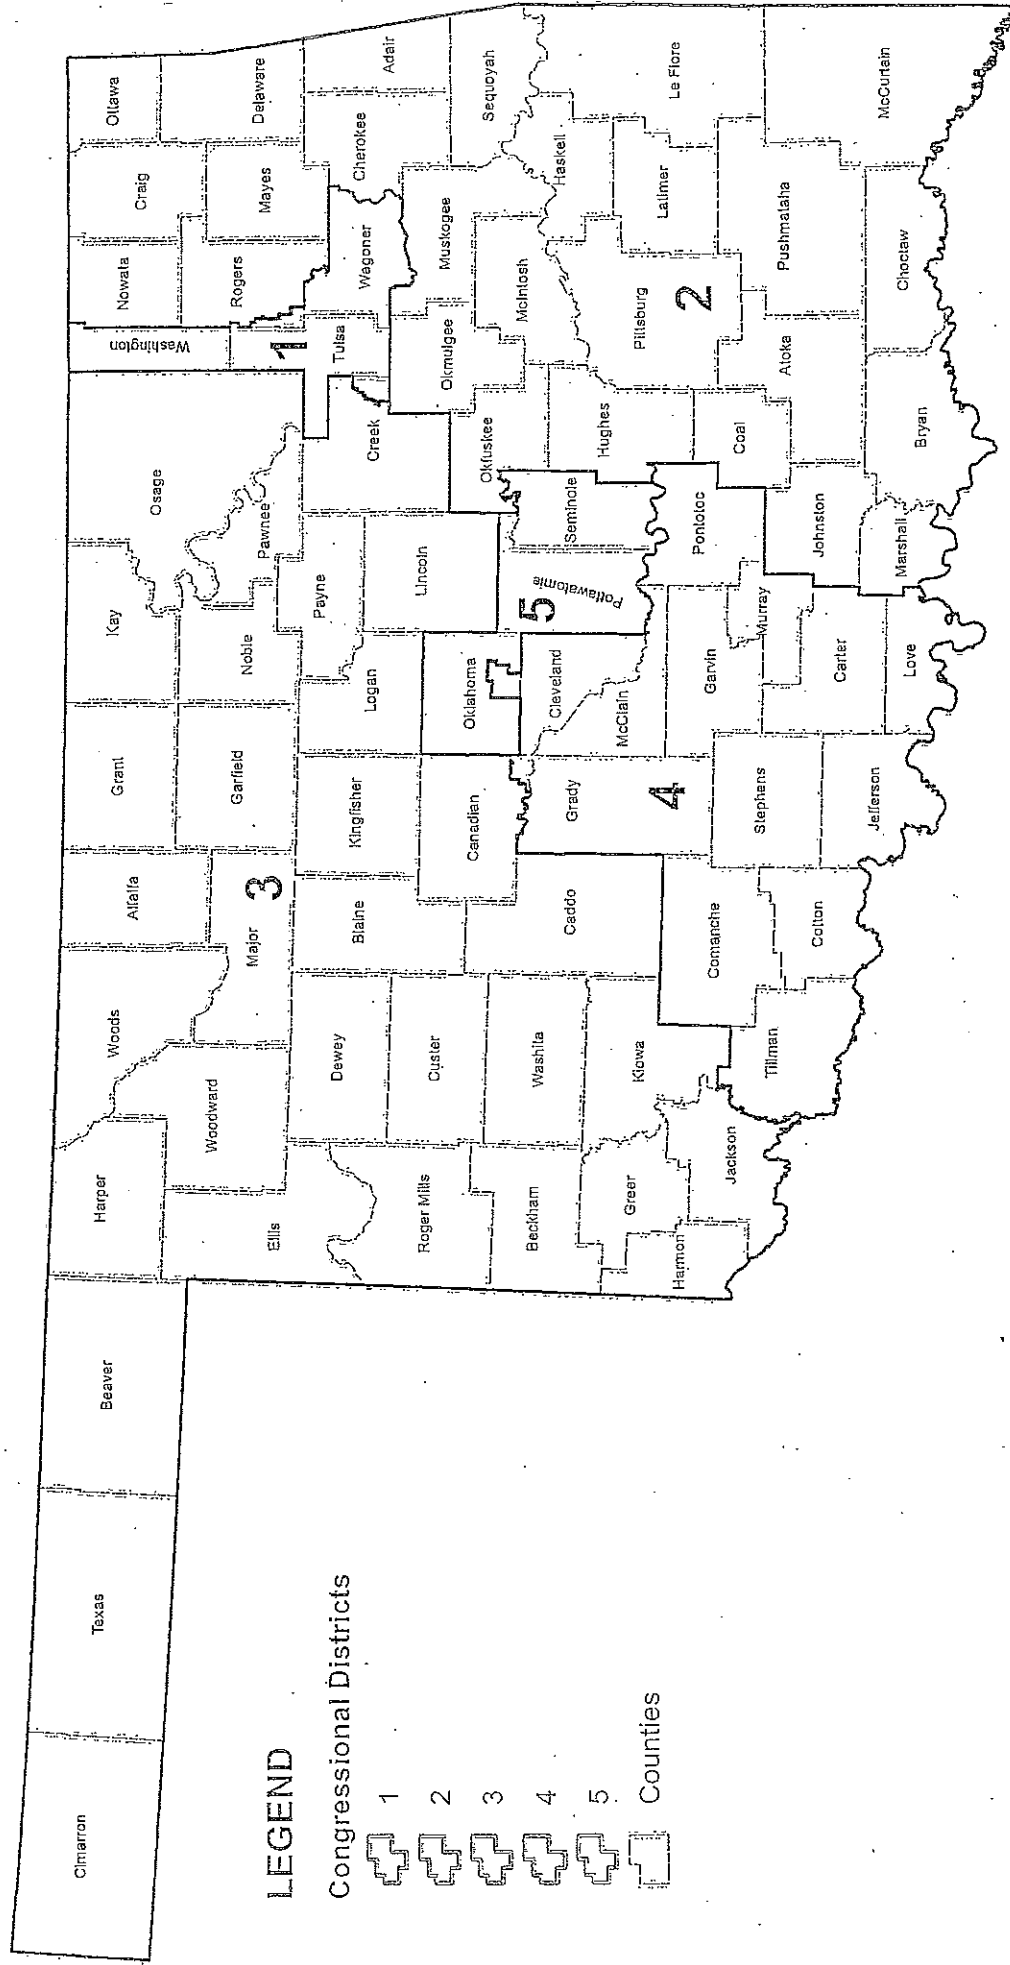 Cimarron
Texas
Beaver
Harper
Woods
Alfalfa
Grant
Kay
Osage
Washington
Nowata
Craig
Ottawa
Ellis
Woodward
Major
Garfield
Noble
Pawnee
Rogers
Mayes
Delaware
3
1
Roger Mills
Dewey
Blaine
Kingfisher
Logan
Payne
Creek
Tulsa
Wagoner
Cherokee
Adair
Custer
Canadian
Oklahoma
Lincoln
Okmulgee
Muskogee
Sequoyah
Beckham
Washita
Caddo
Grady
Cleveland
McClain
5
Pottawatomie
Seminole
Okfuskee
Hughes
McIntosh
Haskell
Greer
Kiowa
4
Pittsburg
2
Latimer
Le Flore
Harmon
Jackson
Comanche
Garvin
Pontotoc
Coal
Tillman
Cotton
Stephens
Murray
Johnston
Atoka
Pushmataha
McCurtain
Jefferson
Carter
Love
Marshall
Bryan
Choctaw
LEGEND
Congressional Districts
1
2
3
4
5
Counties